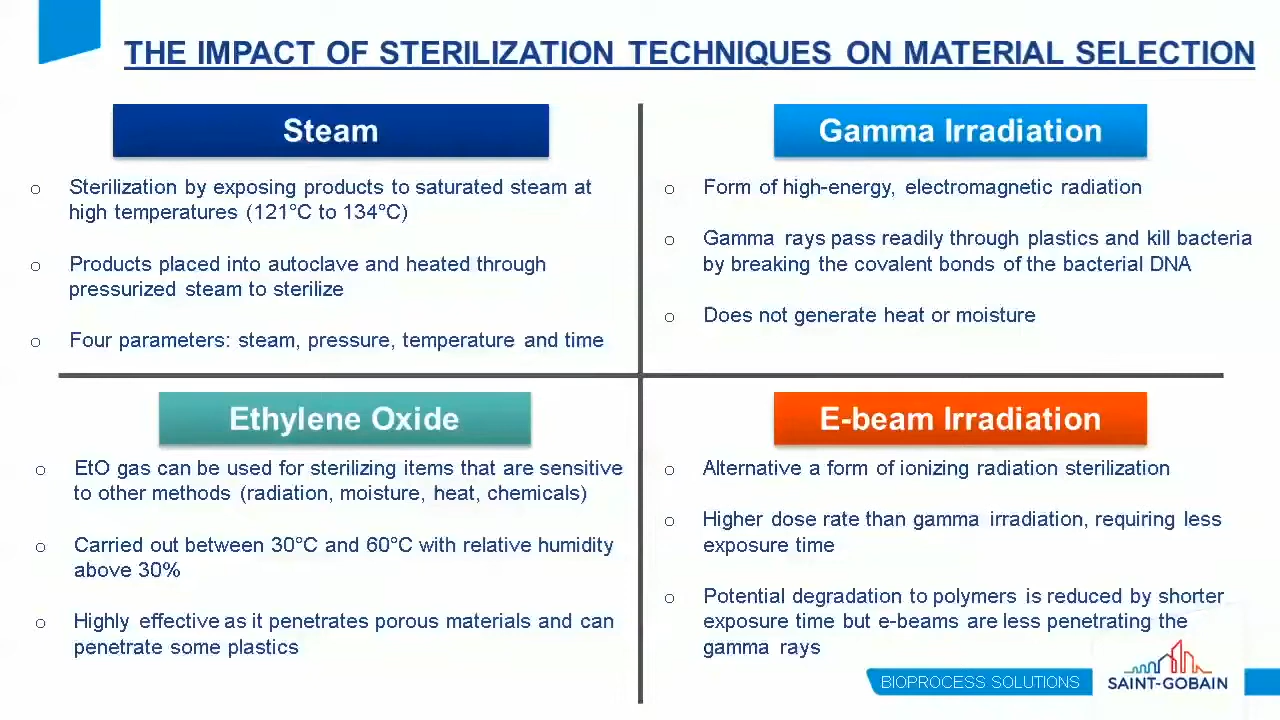 THE IMPACT OF STERILIZATION TECHNIQUES ON MATERIAL SELECTION
Steam
o Sterilization by exposing products to saturated steam at
high temperatures (121°C to 134°C)
o Products placed into autoclave and heated through
pressurized steam to sterilize
o Four parameters: steam, pressure, temperature and time
Gamma Irradiation
o Form of high-energy, electromagnetic radiation
o Gamma rays pass readily through plastics and kill bacteria
by breaking the covalent bonds of the bacterial DNA
o Does not generate heat or moisture
Ethylene Oxide
o EtO gas can be used for sterilizing items that are sensitive
to other methods (radiation, moisture, heat, chemicals)
o Carried out between 30°C and 60°C with relative humidity
above 30%
o Highly effective as it penetrates porous materials and can
penetrate some plastics
E-beam Irradiation
o Alternative a form of ionizing radiation sterilization
o Higher dose rate than gamma irradiation, requiring less
exposure time
o Potential degradation to polymers is reduced by shorter
exposure time but e-beams are less penetrating the
gamma rays
BIOPROCESS SOLUTIONS
SAINT-GOBAIN